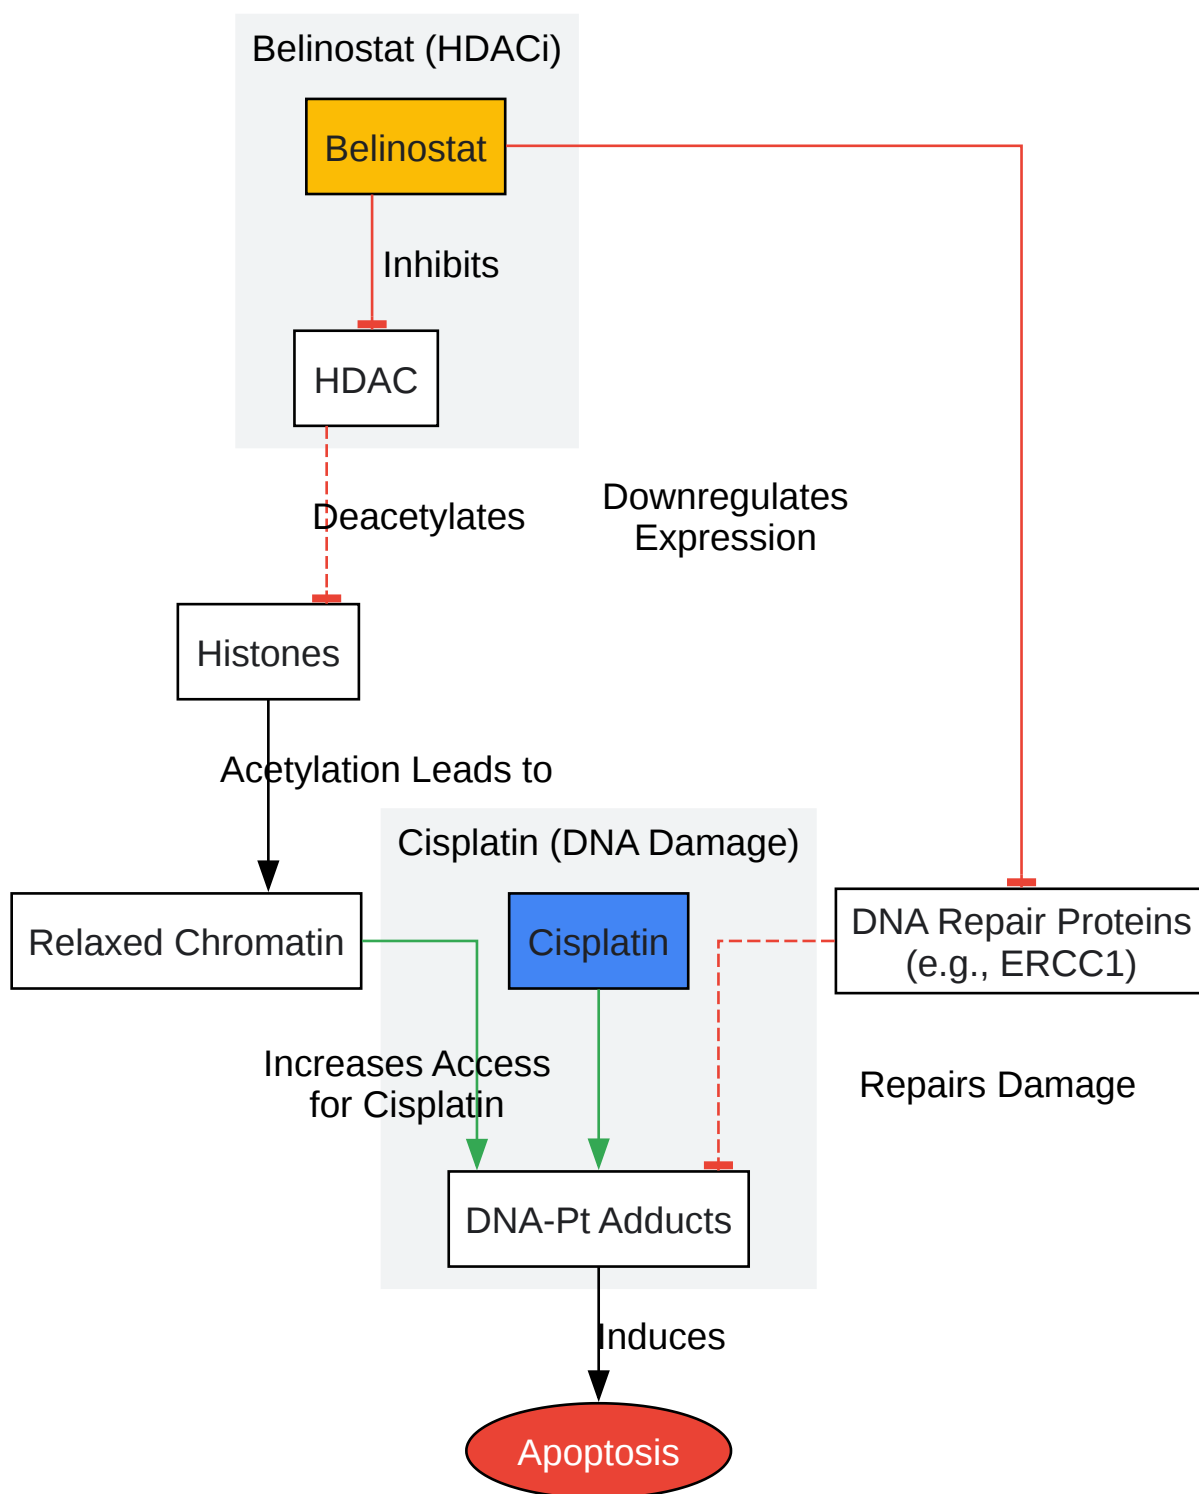 Belinostat (HDACi)
Belinostat
Inhibits
HDAC
Deacetylates
Downregulates
Expression
Histones
Acetylation Leads to
Cisplatin (DNA Damage)
Relaxed Chromatin
Cisplatin
DNA Repair Proteins
(e.g., ERCC1)
Increases Access
for Cisplatin
Repairs Damage
DNA-Pt Adducts
Induces
Apoptosis